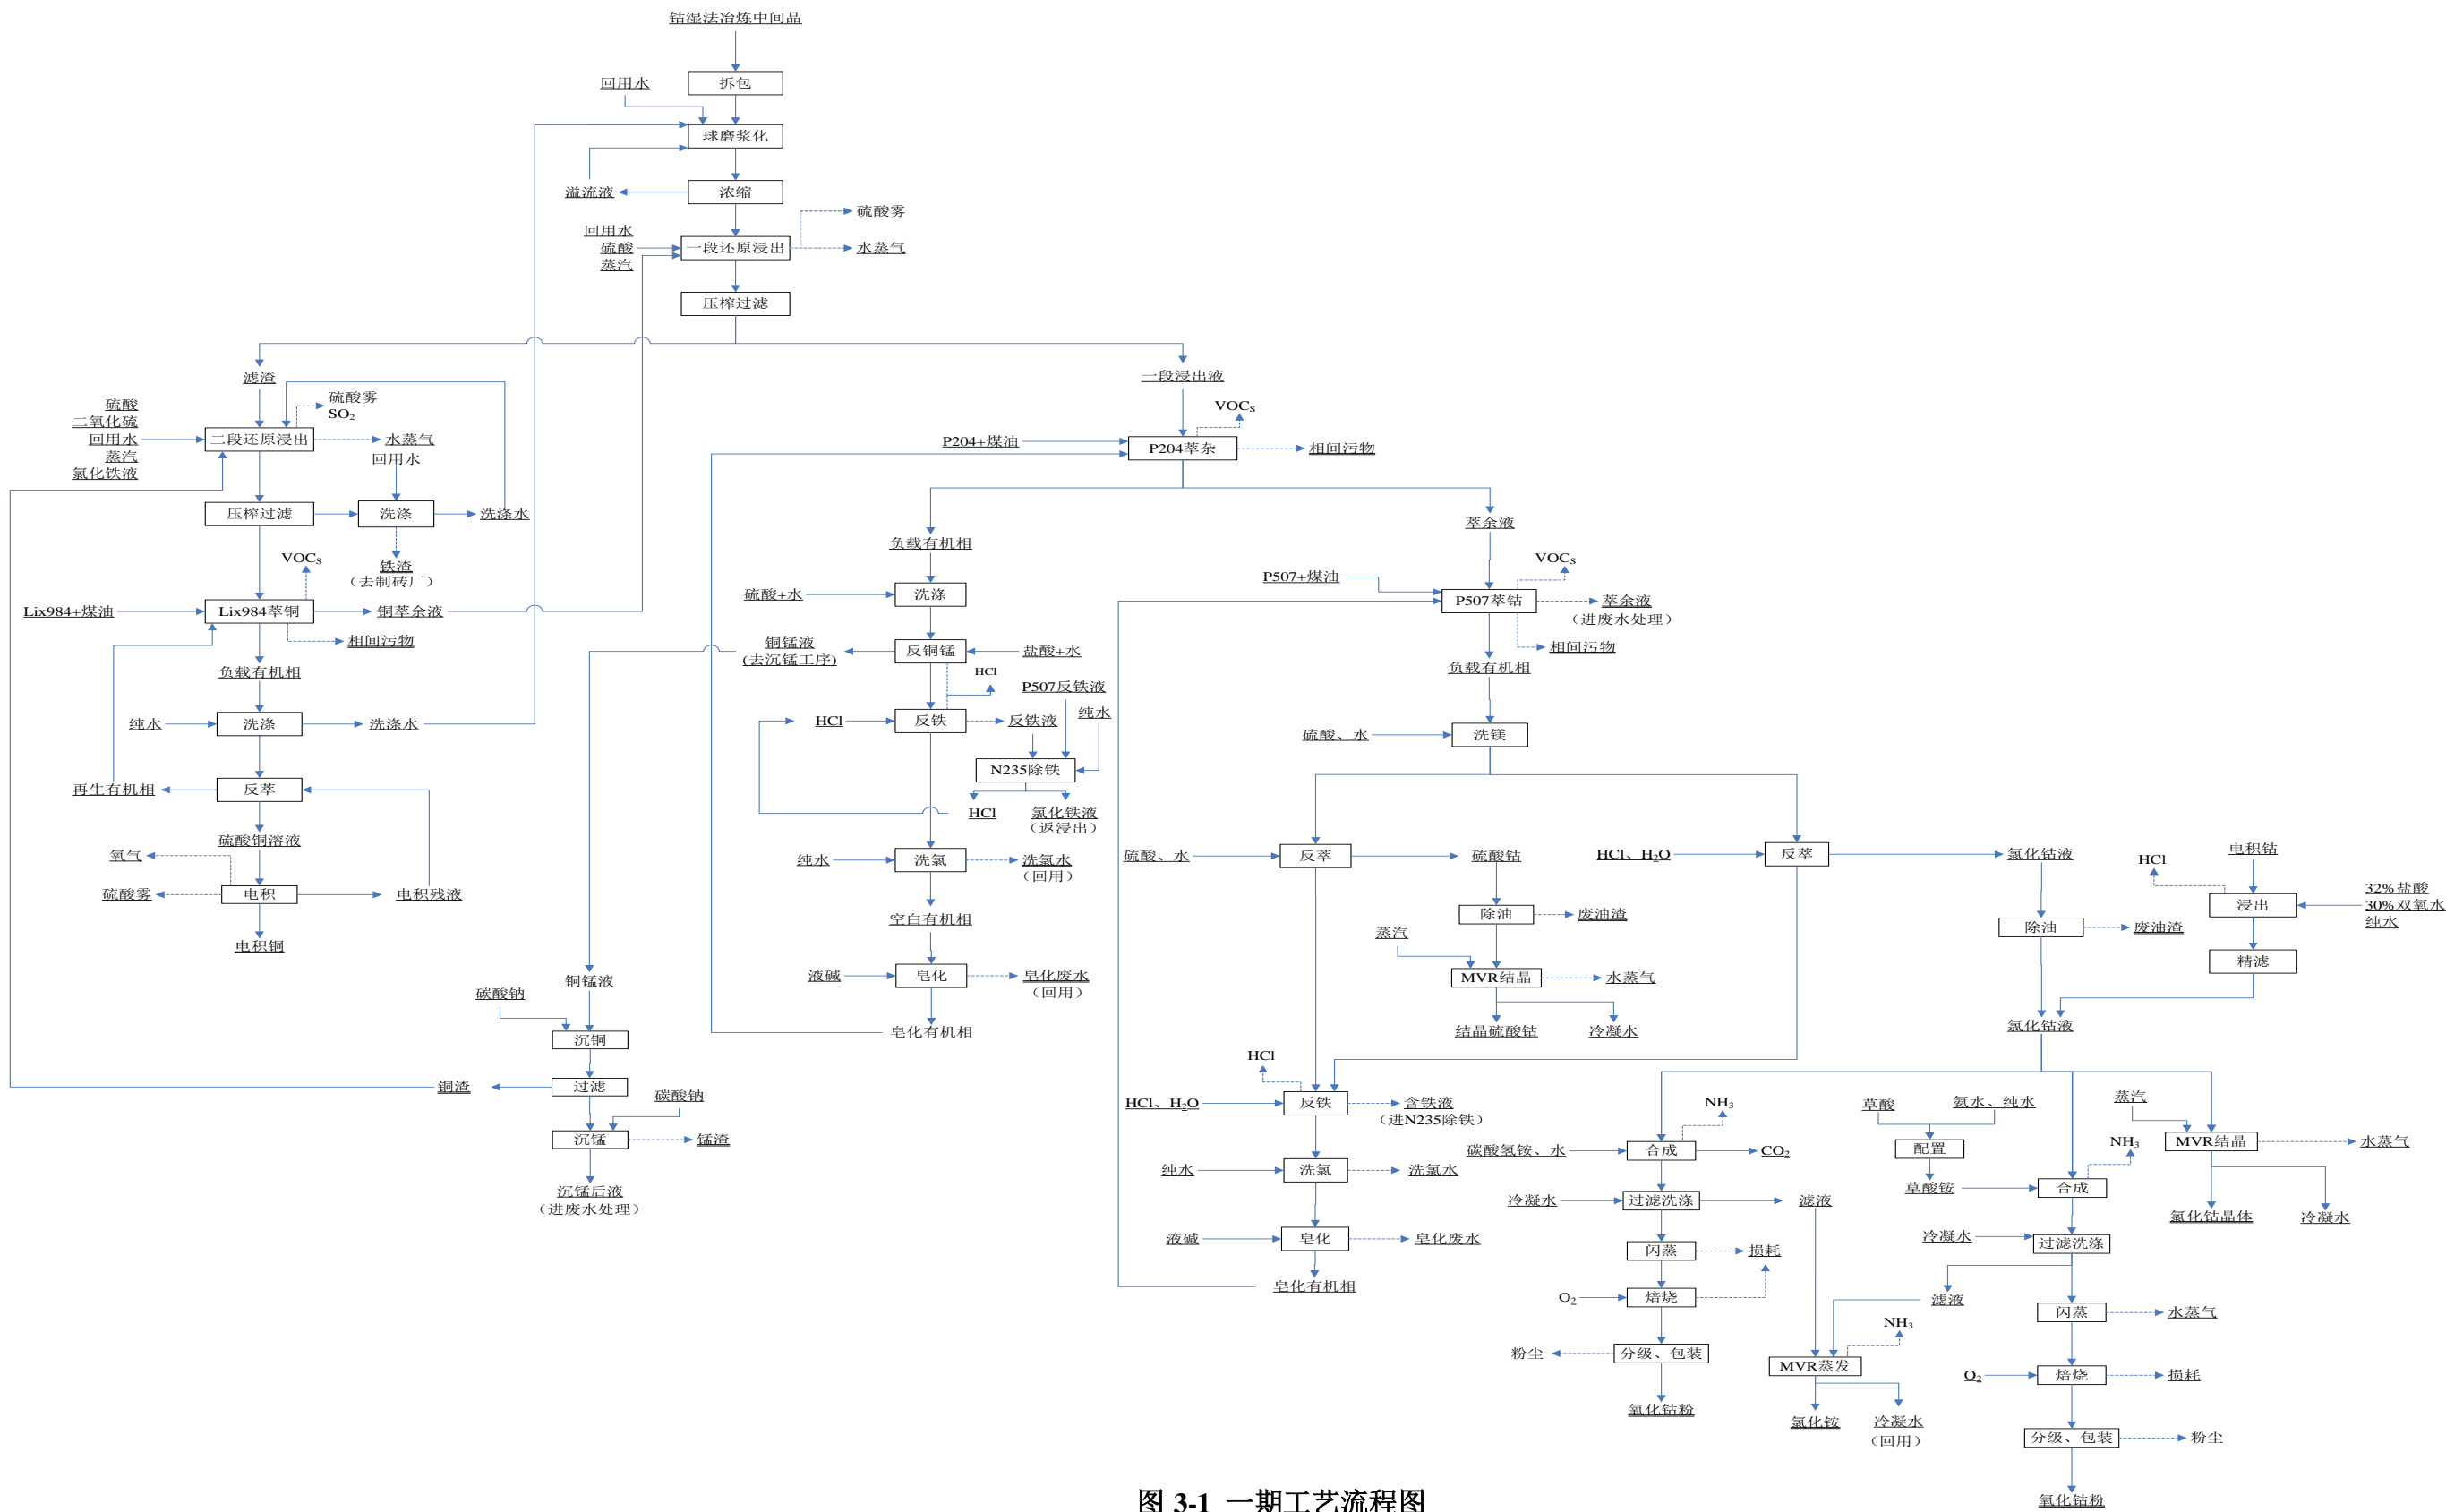 钴湿法冶炼中间品
拆包
回用水
球磨浆化
溢流液
浓缩
硫酸雾
回用水
硫酸
蒸汽
一段还原浸出
水蒸气
压榨过滤
滤渣
一段浸出液
硫酸
二氧化硫
回用水
蒸汽
氯化铁液
硫酸雾
SO₂
二段还原浸出
水蒸气
回用水
压榨过滤
洗涤
洗涤水
铁渣
（去制砖厂）
VOCS
Lix984+煤油
Lix984萃铜
铜萃余液
相间污物
负载有机相
纯水
洗涤
洗涤水
再生有机相
反萃
硫酸铜溶液
氧气
硫酸雾
电积
电积残液
电积铜
VOCS
P204+煤油
P204萃杂
相间污物
负载有机相
硫酸+水
洗涤
铜锰液
(去沉锰工序)
反铜锰
盐酸+水
HCl
P507反铁液
HCl
反铁
反铁液
纯水
N235除铁
HCl
氯化铁液
（返浸出）
纯水
洗氯
洗氯水
（回用）
空白有机相
液碱
皂化
皂化废水
（回用）
皂化有机相
铜锰液
碳酸钠
沉铜
铜渣
过滤
碳酸钠
沉锰
锰渣
沉锰后液
（进废水处理）
萃余液
VOCS
P507+煤油
P507萃钴
萃余液
（进废水处理）
相间污物
负载有机相
硫酸、水
洗镁
硫酸、水
反萃
硫酸钴
除油
废油渣
蒸汽
MVR结晶
水蒸气
结晶硫酸钴
冷凝水
HCl、H₂O
反萃
氯化钴液
除油
废油渣
电积钴
HCl
浸出
32%盐酸
30%双氧水
纯水
精滤
氯化钴液
HCl
HCl、H₂O
反铁
含铁液
（进N235除铁）
纯水
洗氯
洗氯水
液碱
皂化
皂化废水
皂化有机相
NH₃
碳酸氢铵、水
合成
CO₂
冷凝水
过滤洗涤
滤液
闪蒸
损耗
O₂
焙烧
粉尘
分级、包装
氧化钴粉
草酸
氨水、纯水
配置
草酸铵
NH₃
合成
冷凝水
过滤洗涤
滤液
闪蒸
水蒸气
NH₃
MVR蒸发
氯化铵
冷凝水
（回用）
O₂
焙烧
损耗
分级、包装
粉尘
氧化钴粉
蒸汽
MVR结晶
水蒸气
氯化钴晶体
冷凝水
图 3-1 一期工艺流程图